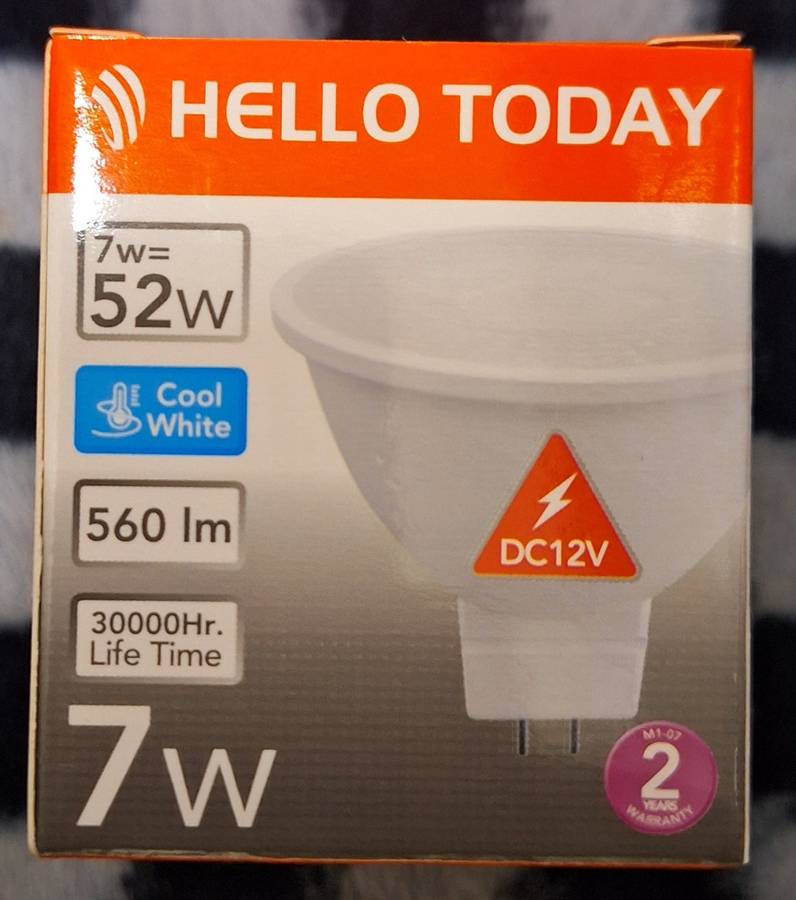 HELLO TODAY
7w=
52W
Cool
White
560 lm
30000Hr.
Life Time
DC12V
7W
M1-07
2
YEARS
WARRANTY